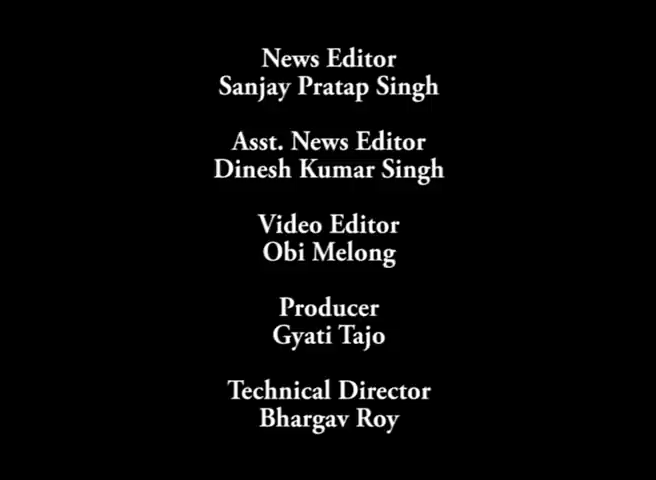 News Editor
Sanjay Pratap Singh
Asst. News Editor
Dinesh Kumar Singh
Video Editor
Obi Melong
Producer
Gyati Tajo
Technical Director
Bhargav Roy